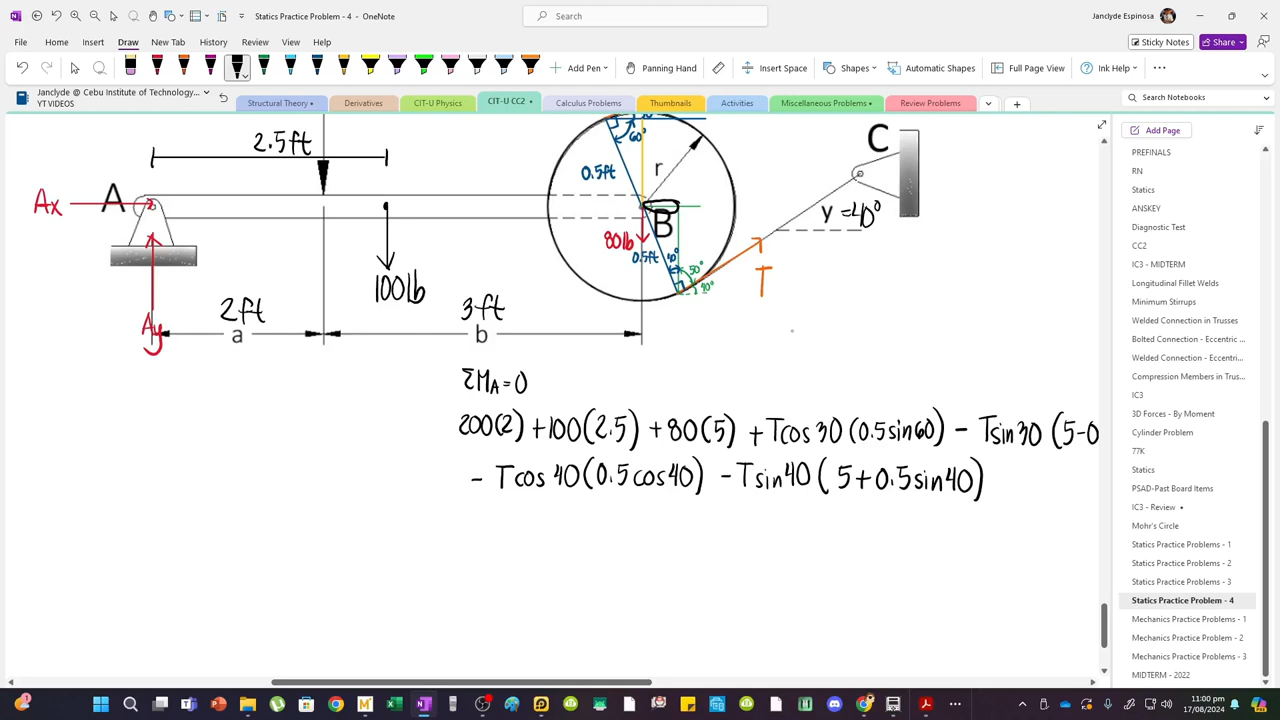 Statics Practice Problem - 4 - OneNote
Search
Janclyde Espinosa
File Home Insert Draw New Tab History Review View Help
Sticky Notes
Share
Add Pen
Panning Hand
Insert Space
Shapes
Automatic Shapes
Full Page View
Ink Help
Janclyde @ Cebu Institute of Technology...
YT VIDEOS
Structural Theory
Derivatives
CIT-U Physics
CIT-U CC2
Calculus Problems
Thumbnails
Activities
Miscellaneous Problems
Review Problems
Search Notebooks
Add Page
PREFINALS
RN
Statics
ANSKEY
Diagnostic Test
CC2
IC3 - MIDTERM
Longitudinal Fillet Welds
Minimum Stirrups
Welded Connection in Trusses
Bolted Connection - Eccentric ...
Welded Connection - Eccentri...
Compression Members in Trus...
IC3
3D Forces - By Moment
Cylinder Problem
77K
Statics
PSAD-Past Board Items
IC3 - Review
Mohr's Circle
Statics Practice Problems - 1
Statics Practice Problems - 2
Statics Practice Problems - 3
Statics Practice Problem - 4
Mechanics Practice Problems - 1
Mechanics Practice Problem - 2
Mechanics Practice Problems - 3
MIDTERM - 2022
2.5ft
60°
C
0.5ft
r
Ax
A
B
y = 40°
80lb
0.5ft
40°
50°
40°
T
100lb
2ft
3ft
Ay
a
b
ΣMA = 0
200(2) + 100(2.5) + 80(5) + Tcos30(0.5sin60) - Tsin30(5-0
- Tcos40(0.5cos40) - Tsin40(5+0.5sin40)
Search
11:00 pm
17/08/2024